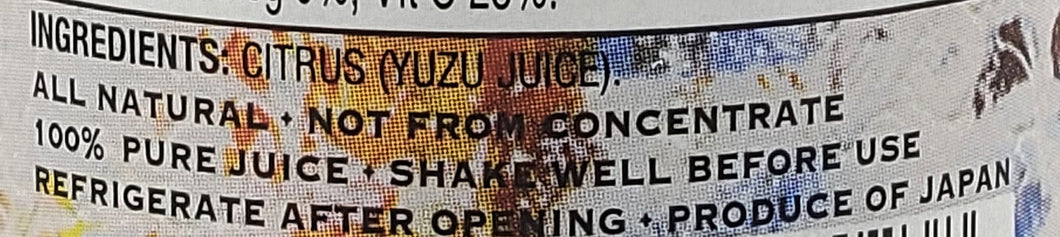 INGREDIENTS: CITRUS (YUZU JUICE).
ALL NATURAL • NOT FROM CONCENTRATE
100% PURE JUICE • SHAKE WELL BEFORE USE
REFRIGERATE AFTER OPENING • PRODUCE OF JAPAN